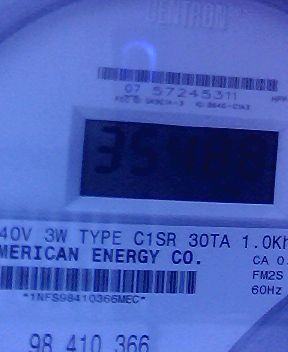 CENTRON
07 57245311
35488
40V 3W TYPE C1SR 30TA 1.0Kh
MERICAN ENERGY CO.
CA 0.
FM2S
60Hz
*1NFS98410366MEC*
98 410 366